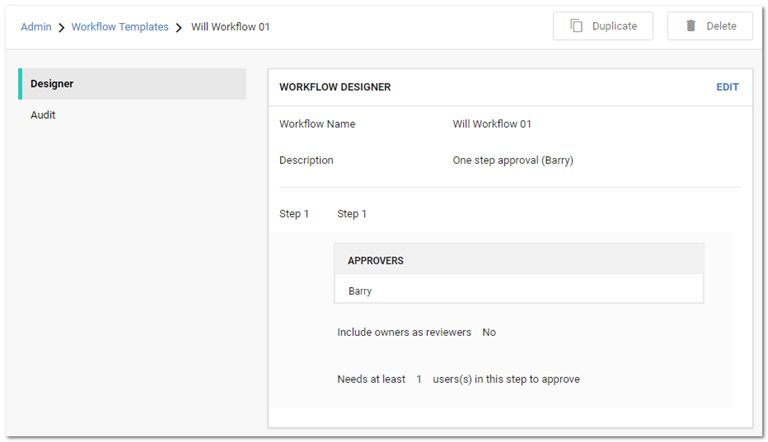 Admin > Workflow Templates > Will Workflow 01
Duplicate
Delete
Designer
Audit
WORKFLOW DESIGNER EDIT
Workflow Name Will Workflow 01
Description One step approval (Barry)
Step 1 Step 1
APPROVERS
Barry
Include owners as reviewers No
Needs at least 1 users(s) in this step to approve